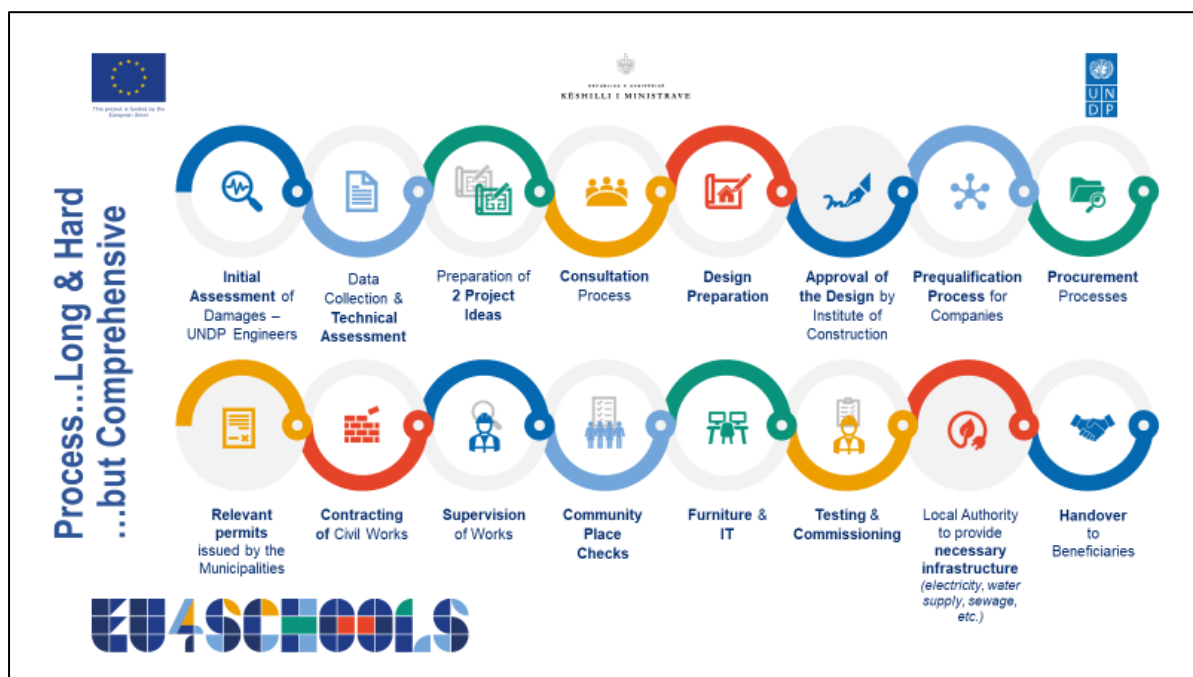 This project is funded by the
European Union
REPUBLIKA E SHQIPËRISË
KËSHILLI I MINISTRAVE
U N
D P
Process...Long & Hard
...but Comprehensive
Initial
Assessment of
Damages –
UNDP Engineers
Data
Collection &
Technical
Assessment
Preparation of
2 Project
Ideas
Consultation
Process
Design
Preparation
Approval of
the Design by
Institute of
Construction
Prequalification
Process for
Companies
Procurement
Processes
Relevant
permits
issued by the
Municipalities
Contracting
of Civil Works
Supervision
of Works
Community
Place
Checks
Furniture &
IT
Testing &
Commissioning
Local Authority
to provide
necessary
infrastructure
(electricity, water
supply, sewage,
etc.)
Handover
to
Beneficiaries
EU4SCHOOLS